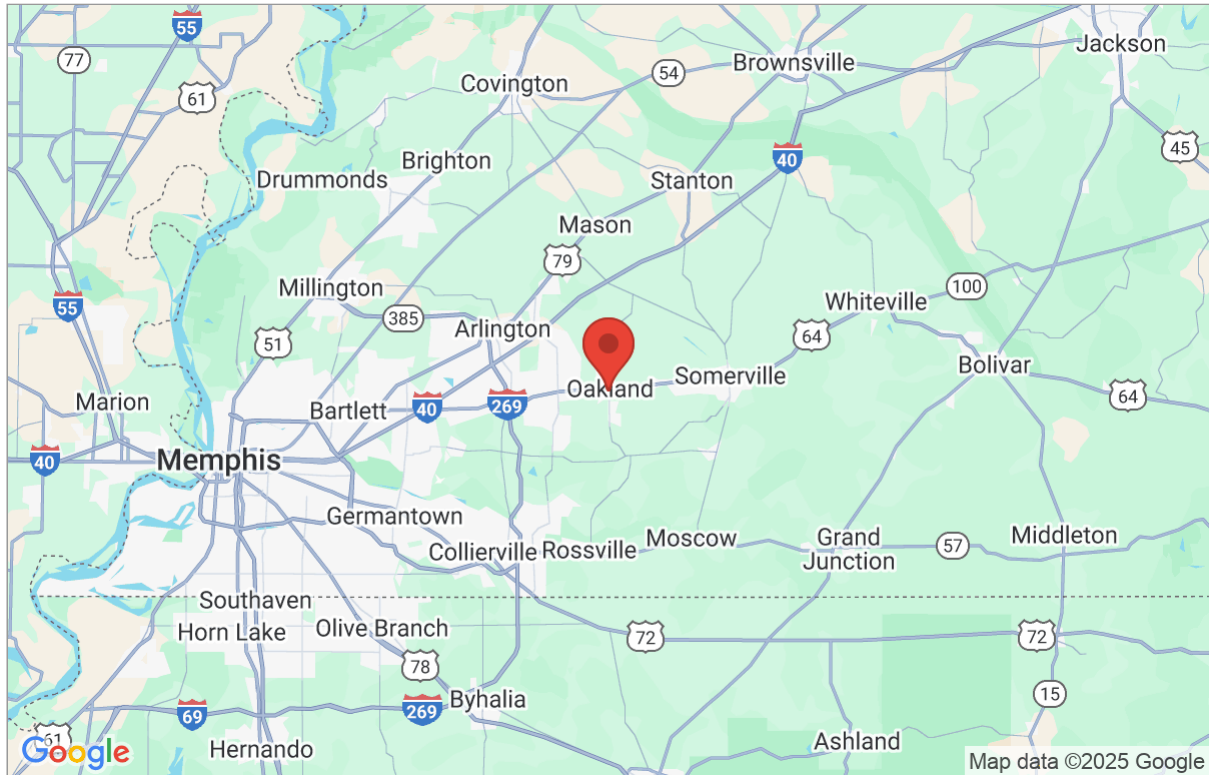 55
77
61
Covington
54
Brownsville
Jackson
40
45
Brighton
Drummonds
Stanton
Mason
79
Millington
55
385
Arlington
51
Whiteville
100
64
Bolivar
Oakland
Somerville
Marion
Bartlett
40
269
64
40
Memphis
Germantown
Collierville
Rossville
Moscow
Grand
Junction
57
Middleton
Southaven
Horn Lake
Olive Branch
72
72
78
15
Byhalia
69
269
61
Hernando
Ashland
Google
Map data ©2025 Google